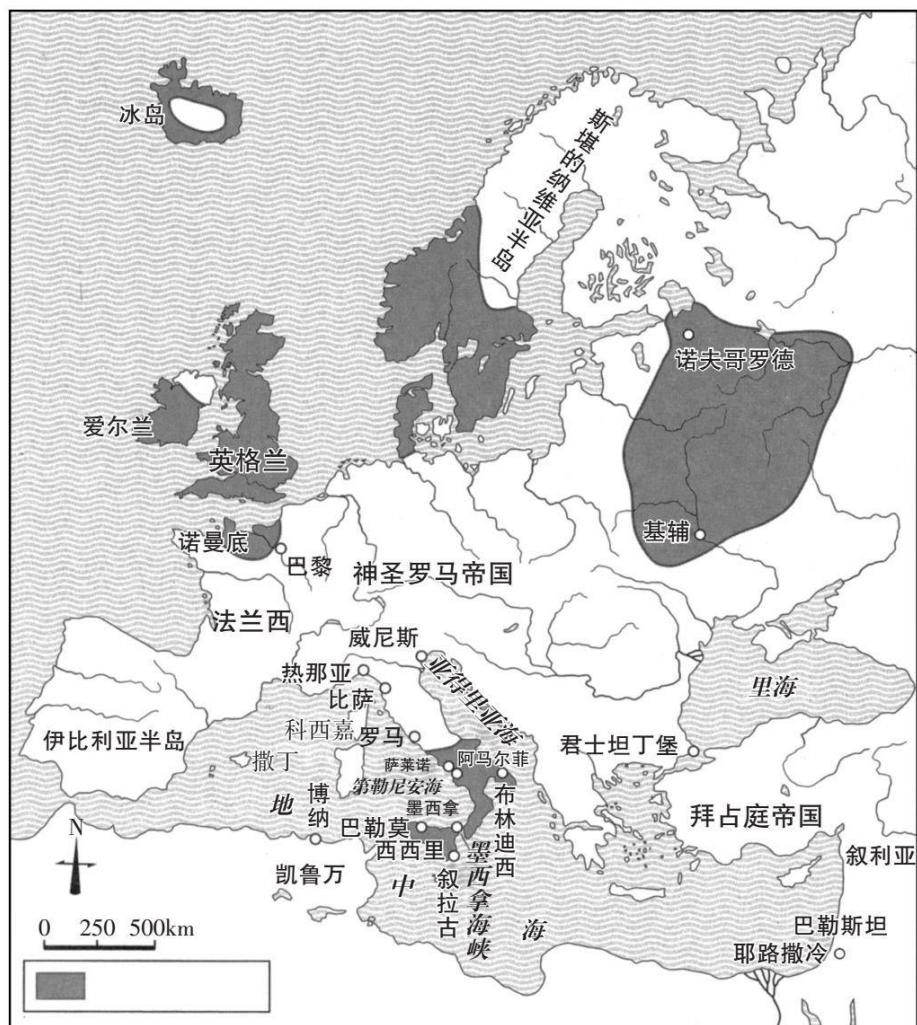 冰岛
斯堪的纳维亚半岛
诺夫哥罗德
爱尔兰
英格兰
诺曼底
巴黎
基辅
神圣罗马帝国
法兰西
威尼斯
热那亚
亚得里亚海
里海
比萨
科西嘉
罗马
伊比利亚半岛
君士坦丁堡
撒丁
萨莱诺
阿马尔菲
第勒尼安海
布林迪西
地
博纳
墨西拿
巴勒莫
拜占庭帝国
西西里
墨西拿海峡
叙利亚
N
凯鲁万
中
叙拉古
海
巴勒斯坦
耶路撒冷
0 250 500km